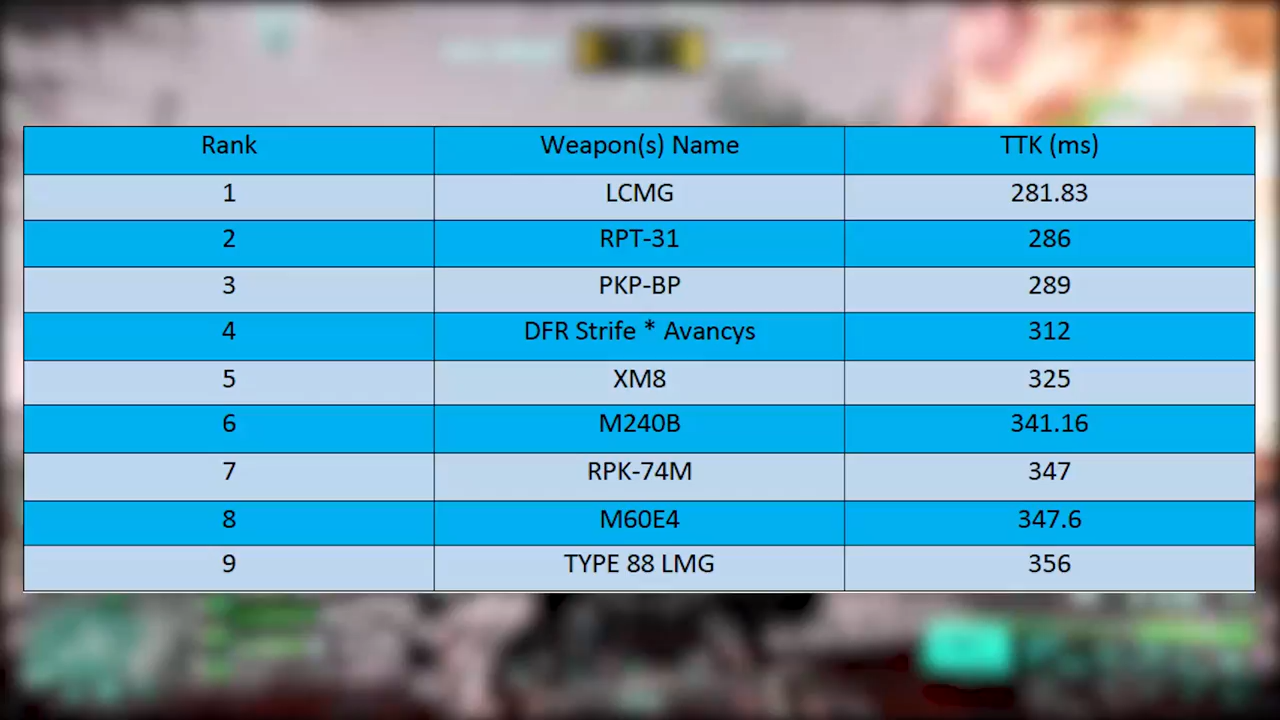 Rank Weapon(s) Name TTK (ms)
1 LCMG 281.83
2 RPT-31 286
3 PKP-BP 289
4 DFR Strife * Avancys 312
5 XM8 325
6 M240B 341.16
7 RPK-74M 347
8 M60E4 347.6
9 TYPE 88 LMG 356